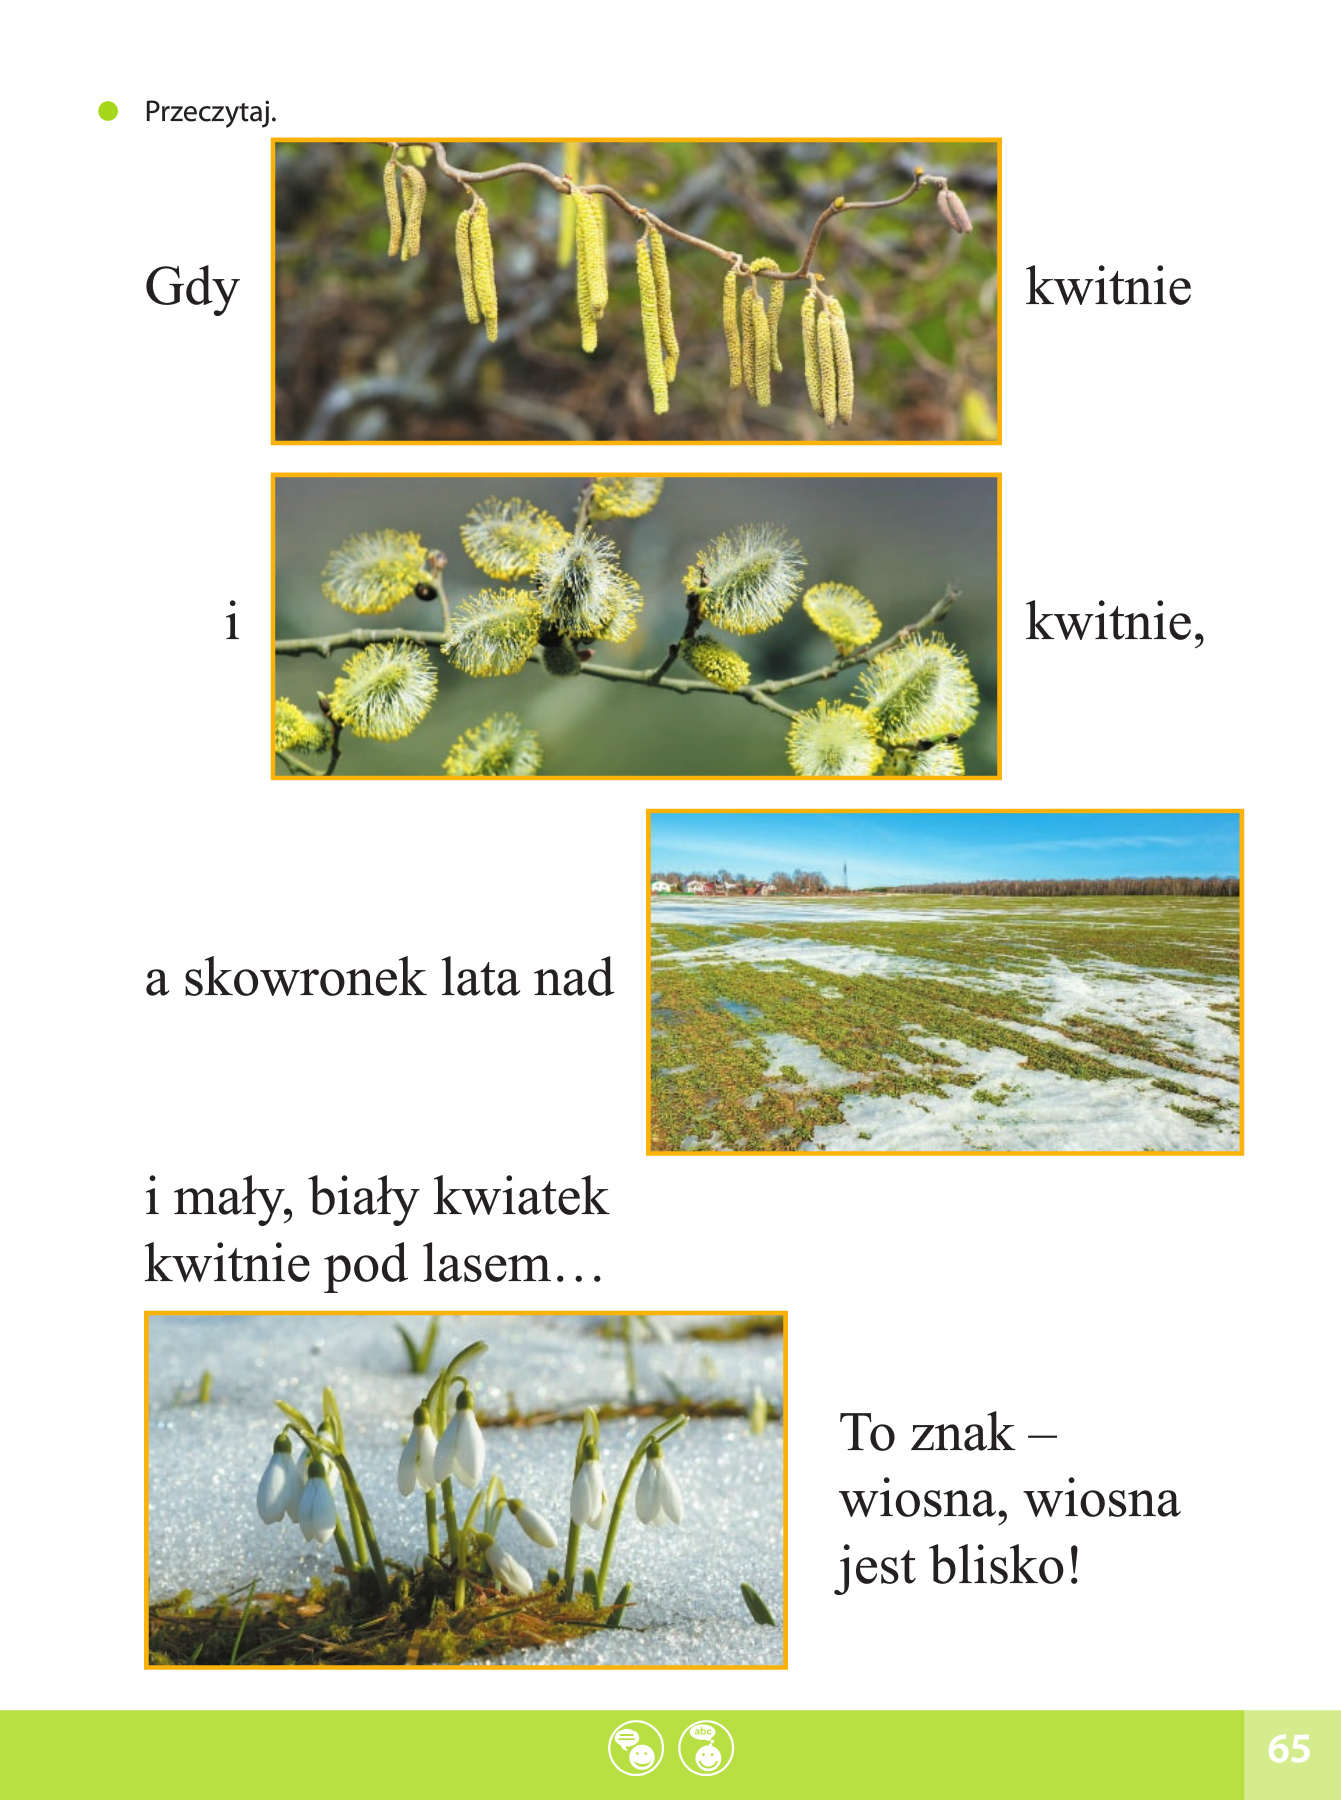 Przeczytaj.
Gdy kwitnie
i kwitnie,
a skowronek lata nad
i mały, biały kwiatek
kwitnie pod lasem…
To znak –
wiosna, wiosna
jest blisko!
abc
65